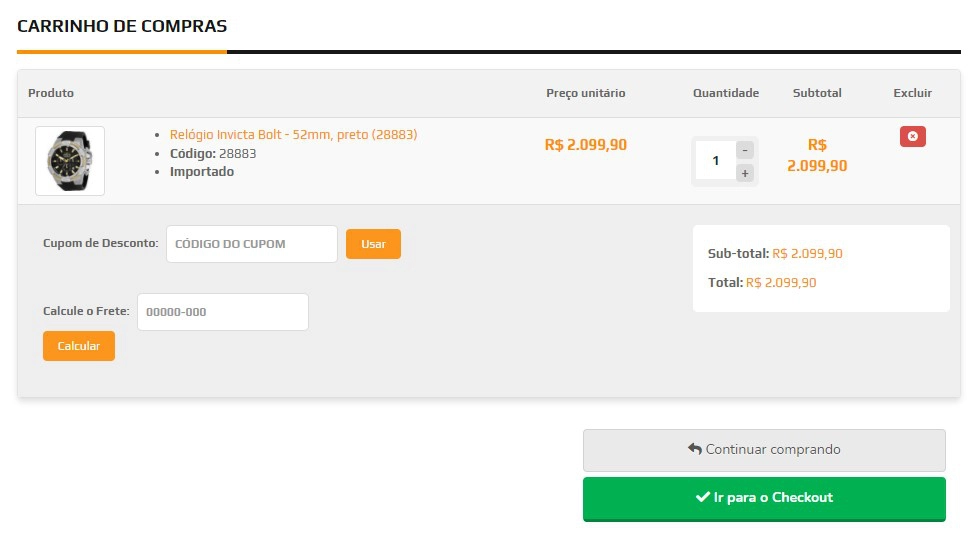 CARRINHO DE COMPRAS
Produto Preço unitário Quantidade Subtotal Excluir
Relógio Invicta Bolt - 52mm, preto (28883)
Código: 28883
Importado
R$ 2.099,90
1
-
+
R$
2.099,90
Cupom de Desconto: CÓDIGO DO CUPOM Usar
Calcule o Frete: 00000-000
Calcular
Sub-total: R$ 2.099,90
Total: R$ 2.099,90
Continuar comprando
Ir para o Checkout